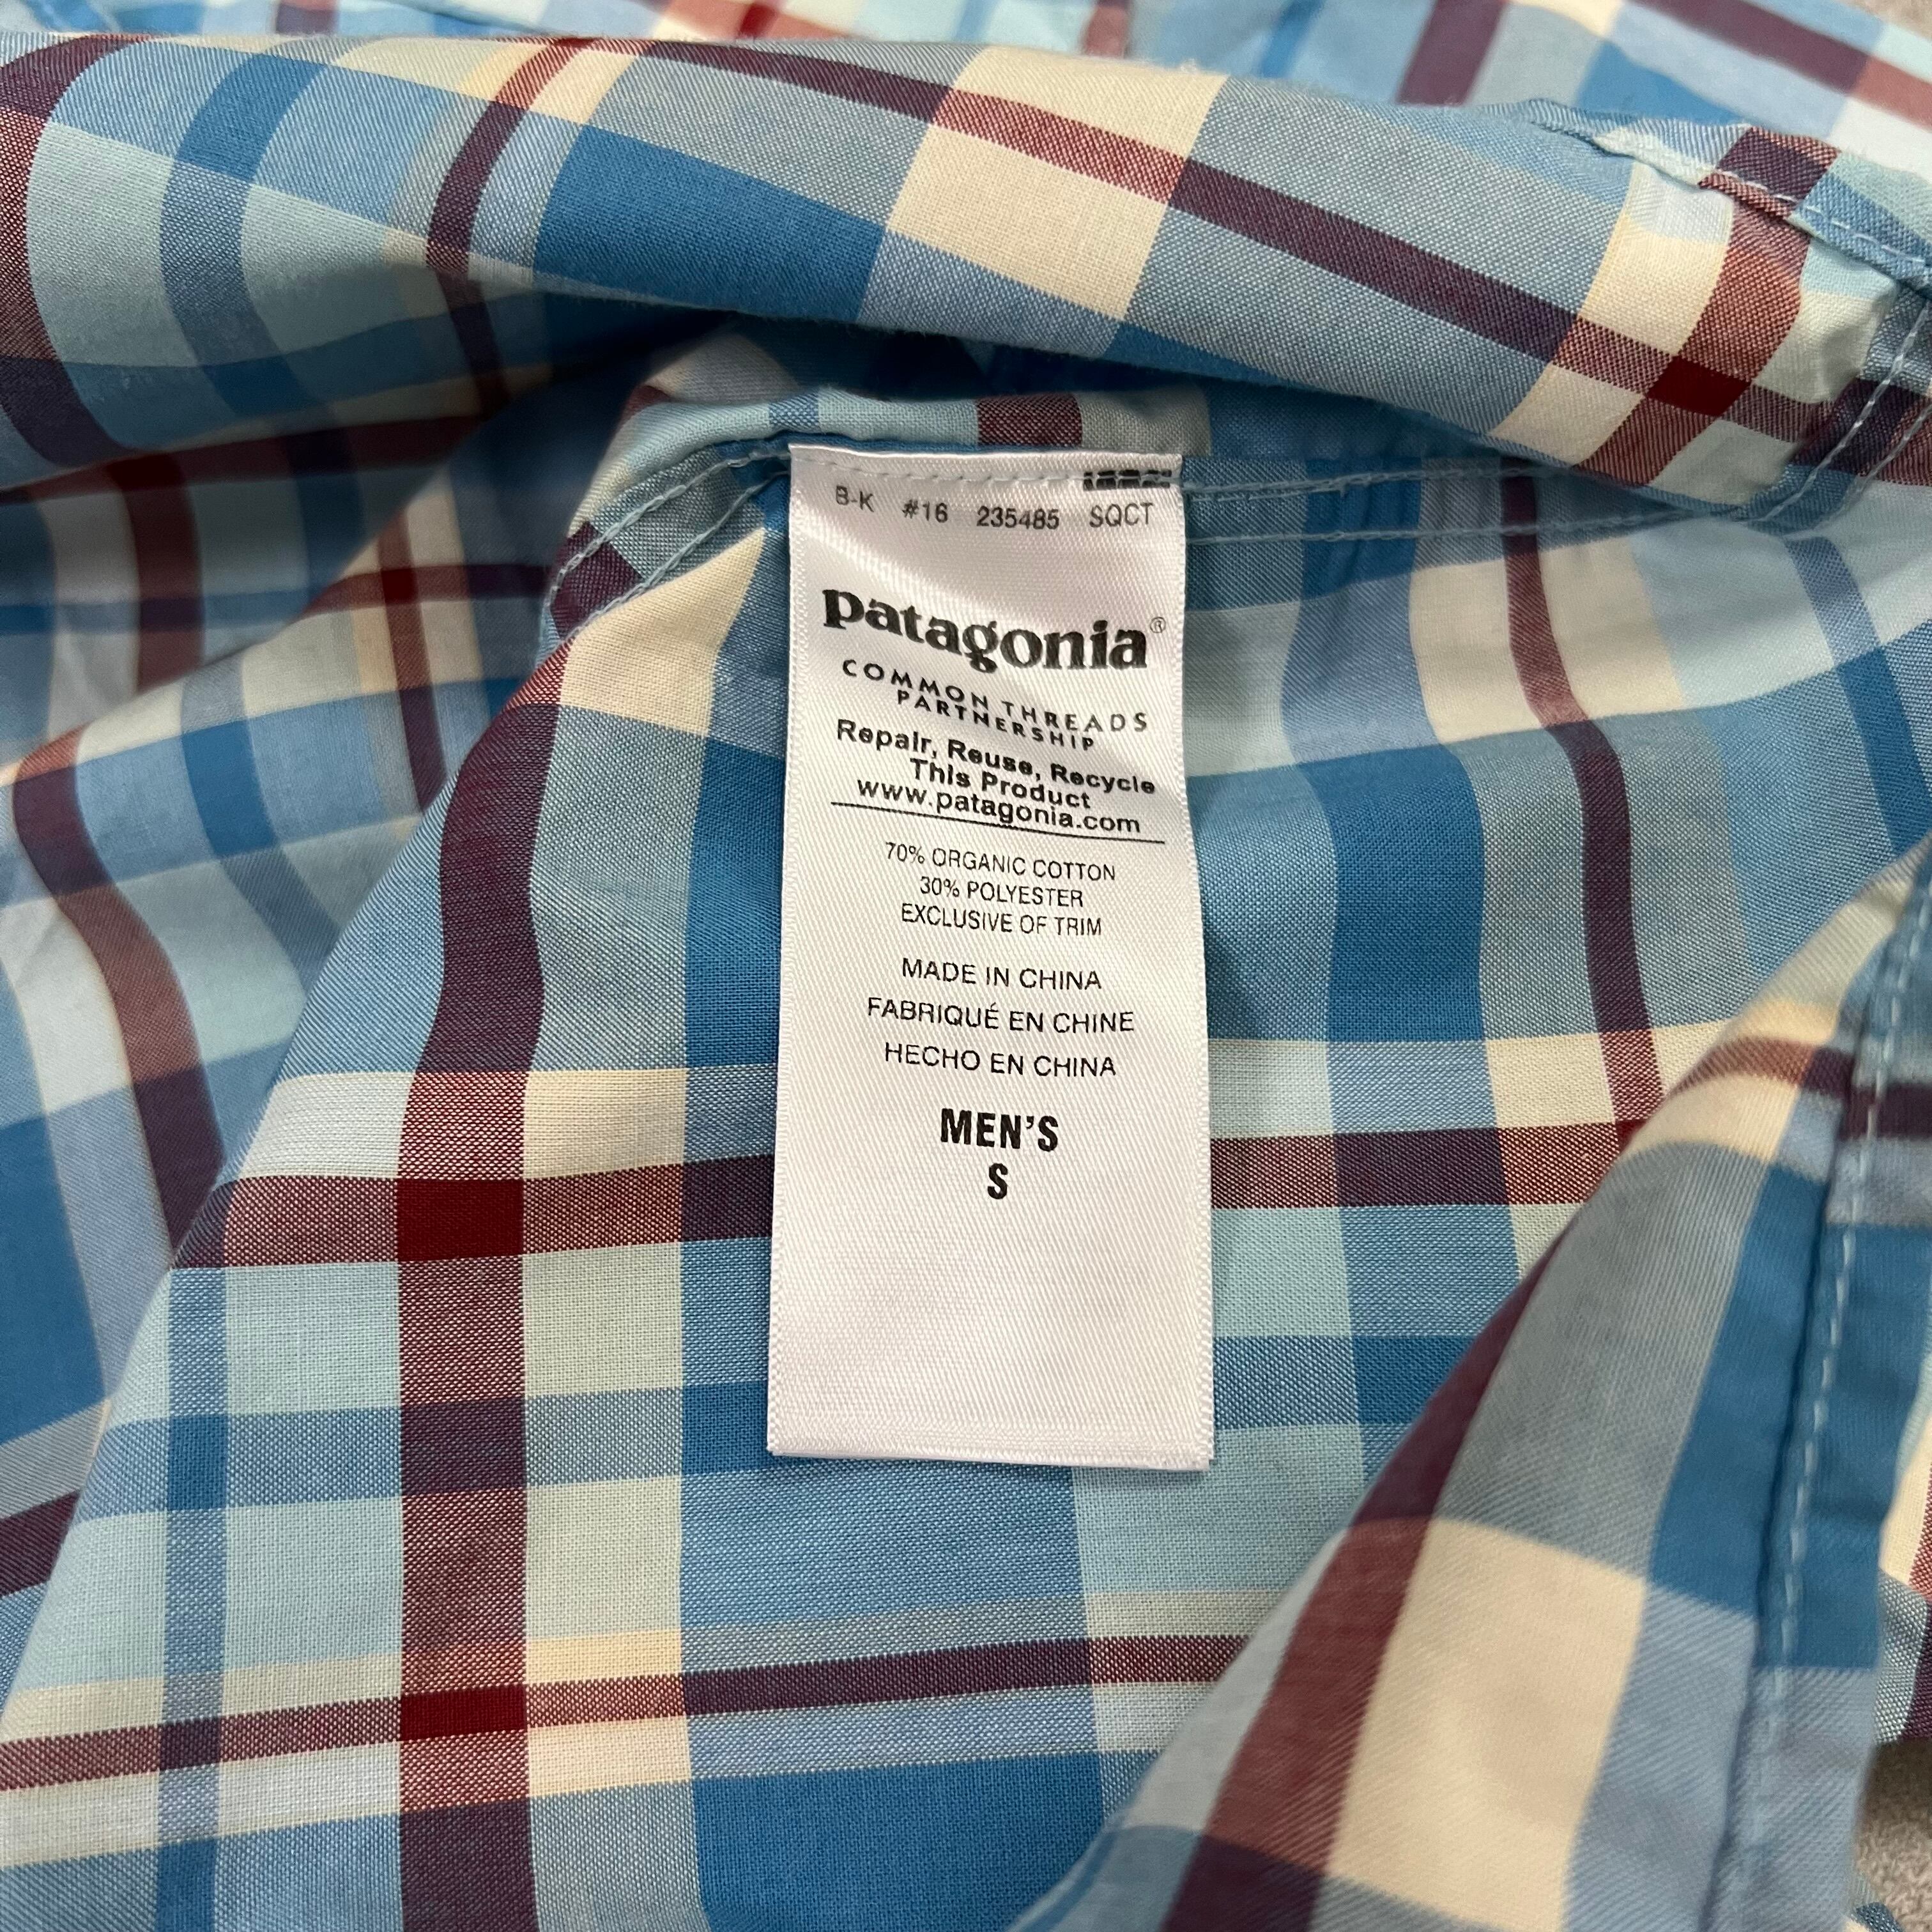 B-K #16 235485 SQCT
patagonia®
COMMON THREADS
PARTNERSHIP
Repair, Reuse, Recycle
This Product
www.patagonia.com
70% ORGANIC COTTON
30% POLYESTER
EXCLUSIVE OF TRIM
MADE IN CHINA
FABRIQUÉ EN CHINE
HECHO EN CHINA
MEN'S
S